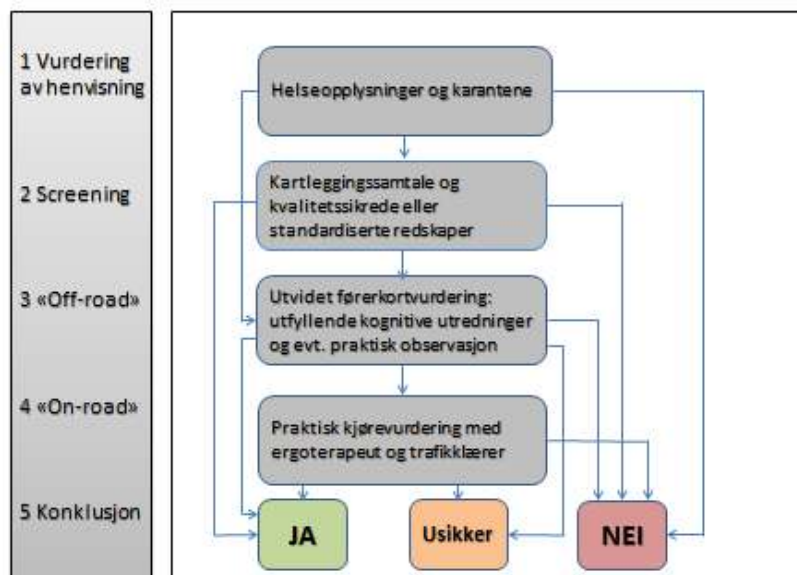 1 Vurdering
av henvisning
Helseopplysninger og karantene
2 Screening
Kartleggingssamtale og
kvalitetssikrede eller
standardiserte redskaper
3 «Off-road»
Utvidet førerkortvurdering:
utfyllende kognitive utredninger
og evt. praktisk observasjon
4 «On-road»
Praktisk kjørevurdering med
ergoterapeut og trafikklærer
5 Konklusjon
JA
Usikker
NEI